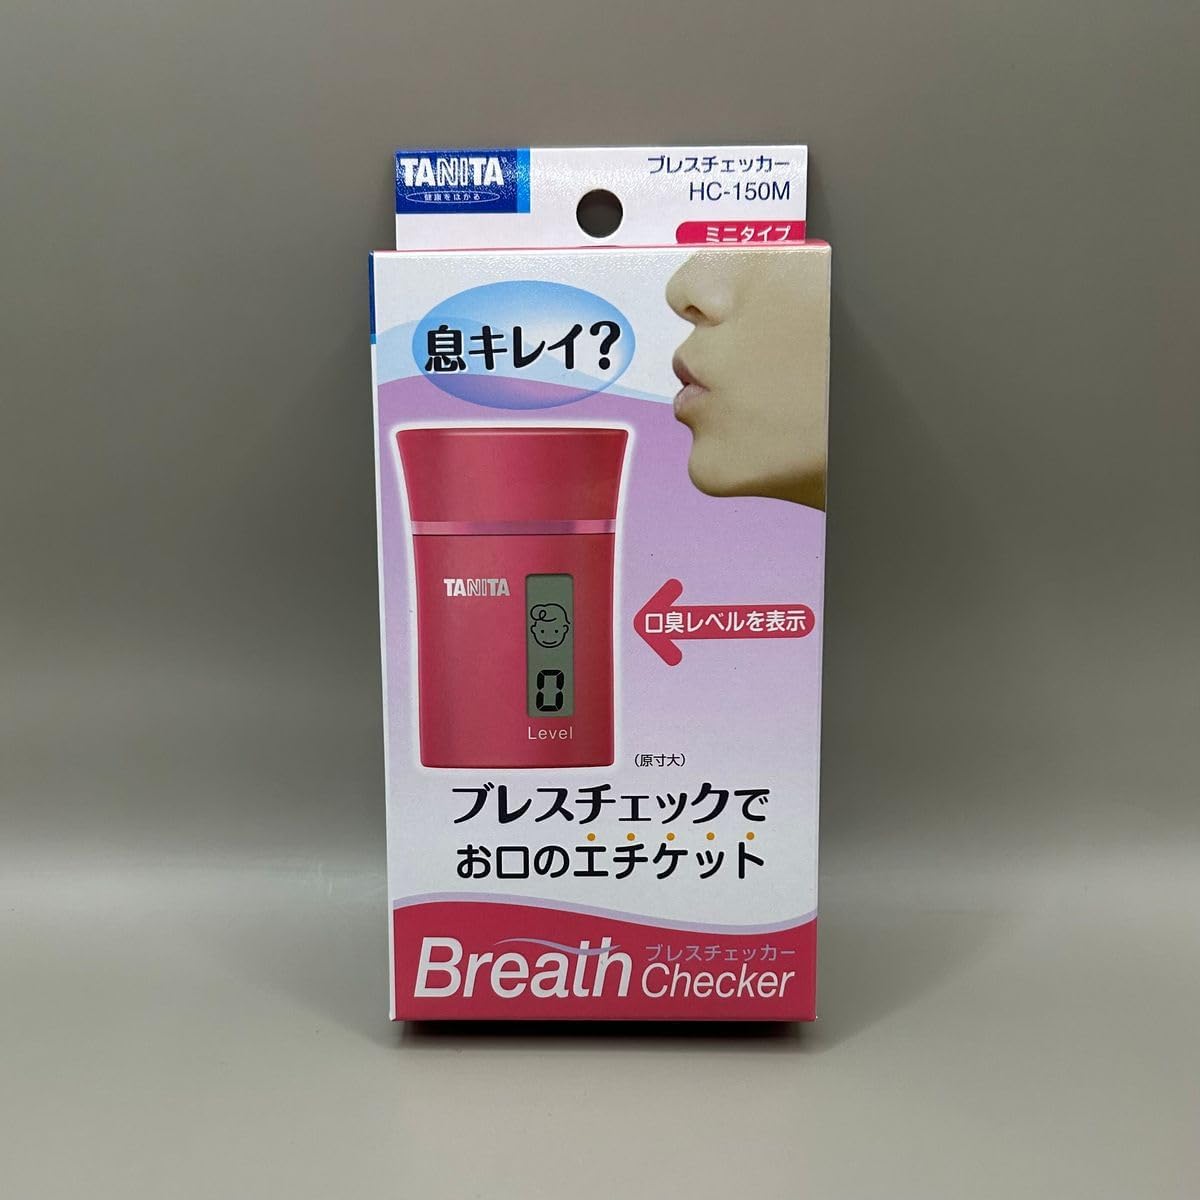 TANITA
健康をはかる
ブレスチェッカー
HC-150M
ミニタイプ
息キレイ?
TANITA
0
Level
口臭レベルを表示
(原寸大)
ブレスチェックで
お口のエチケット
Breath
ブレスチェッカー
Checker